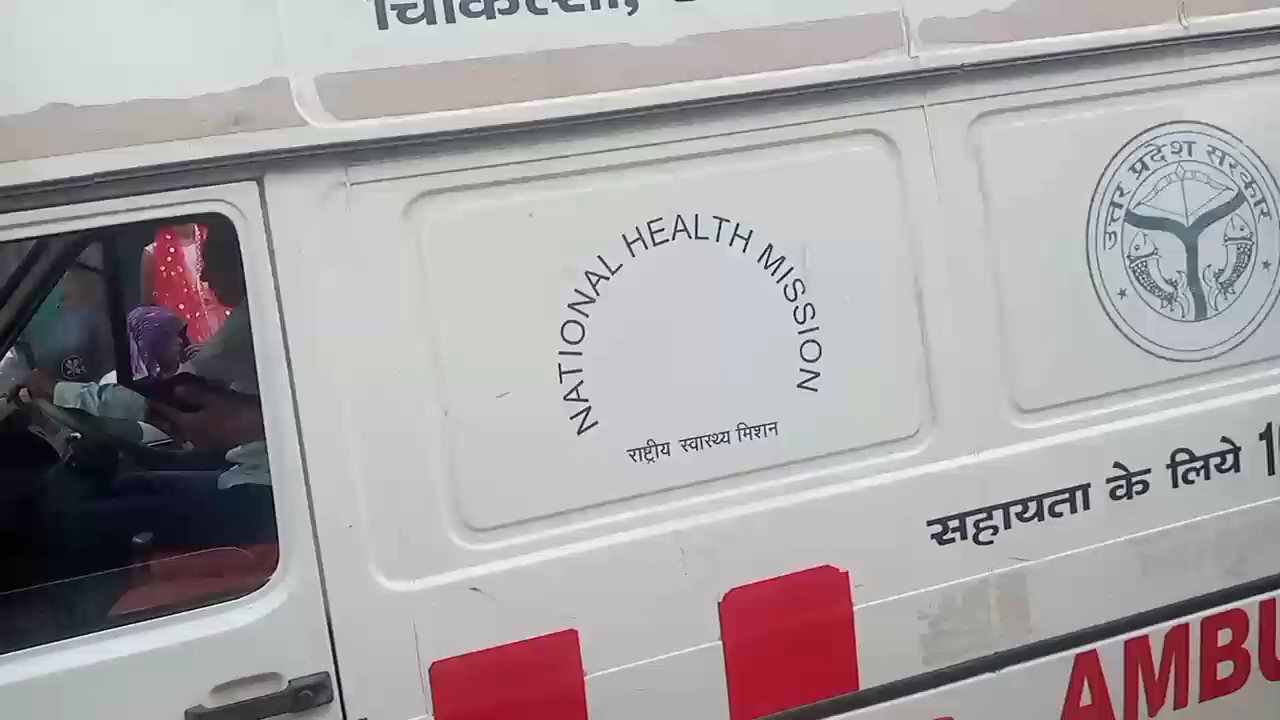 चिकित्सा,
NATIONAL HEALTH MISSION
राष्ट्रीय स्वास्थ्य मिशन
उत्तर प्रदेश सरकार
सहायता के लिये
AMBU